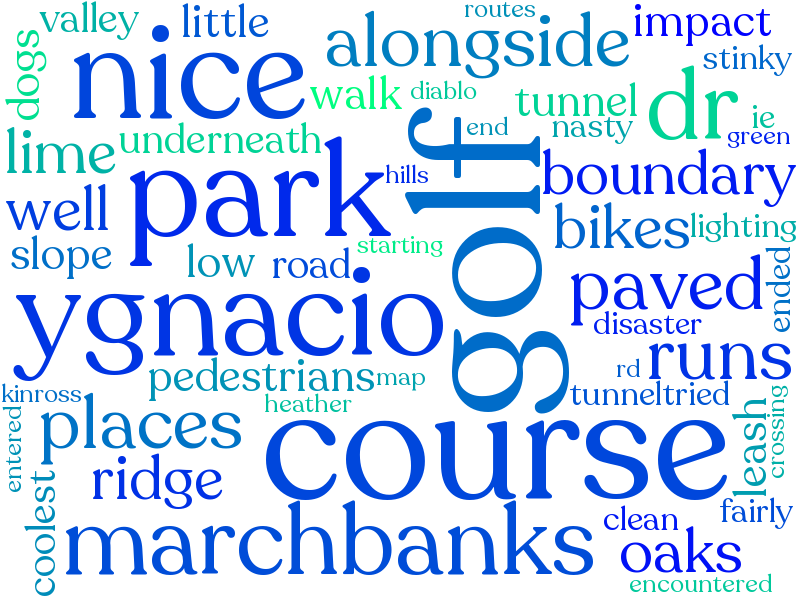 routes
valley
little
impact
nice
alongside
stinky
dogs
walk
diablo
tunnel
dr
ie
lime
underneath
golf
end
nasty
green
park
hills
boundary
well
bikes
lighting
slope
low
road
starting
ygnacio
paved
ended
disaster
runs
pedestrians
map
rd
kinross
heather
tunneltried
places
course
leash
crossing
entered
ridge
coolest
marchbanks
clean
fairly
oaks
encountered